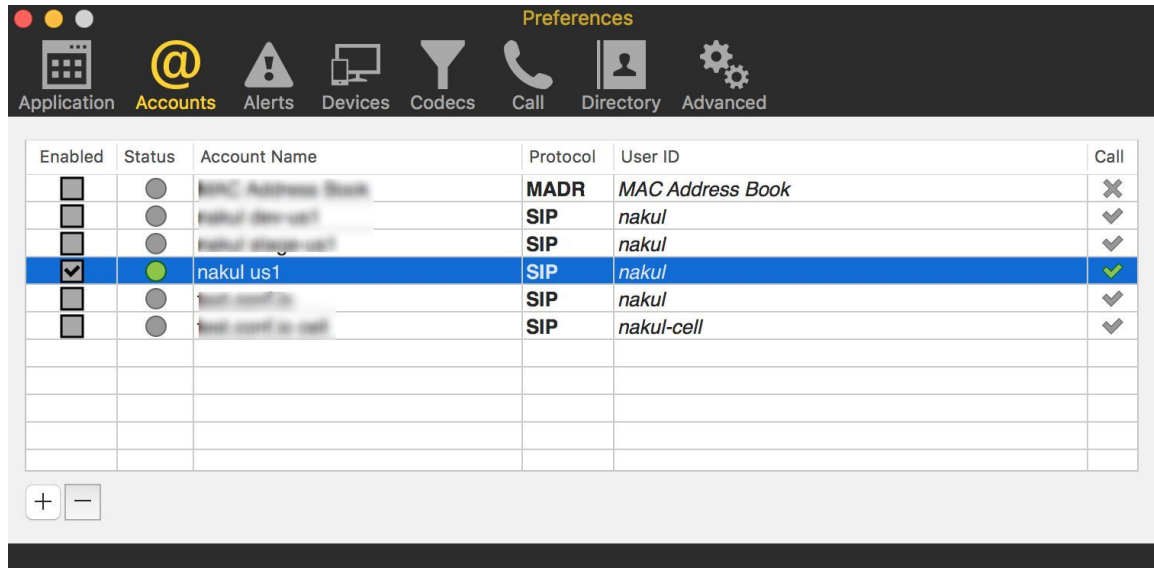 Preferences
Application Accounts Alerts Devices Codecs Call Directory Advanced
Enabled Status Account Name Protocol User ID Call
MADR MAC Address Book
SIP nakul
SIP nakul
nakul us1 SIP nakul
SIP nakul
SIP nakul-cell